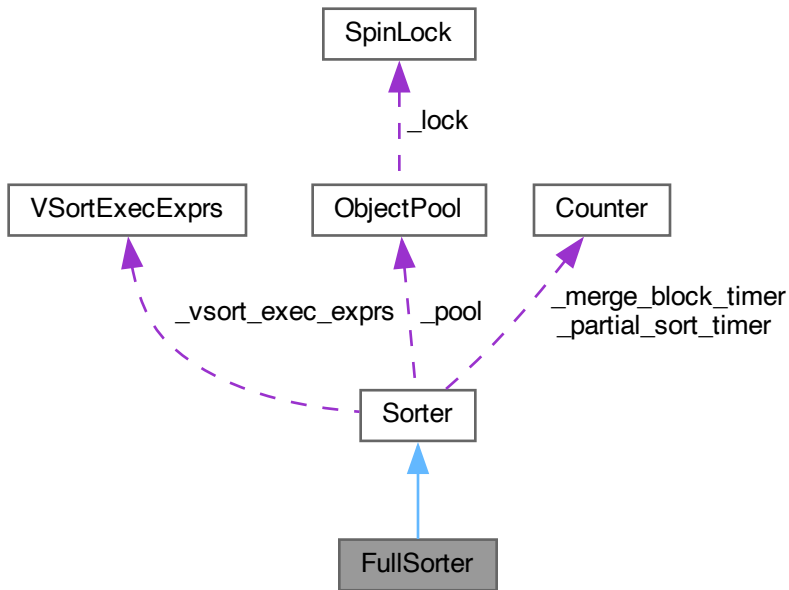 SpinLock
_lock
VSortExecExprs
ObjectPool
Counter
_vsort_exec_exprs
_pool
_merge_block_timer
_partial_sort_timer
Sorter
FullSorter